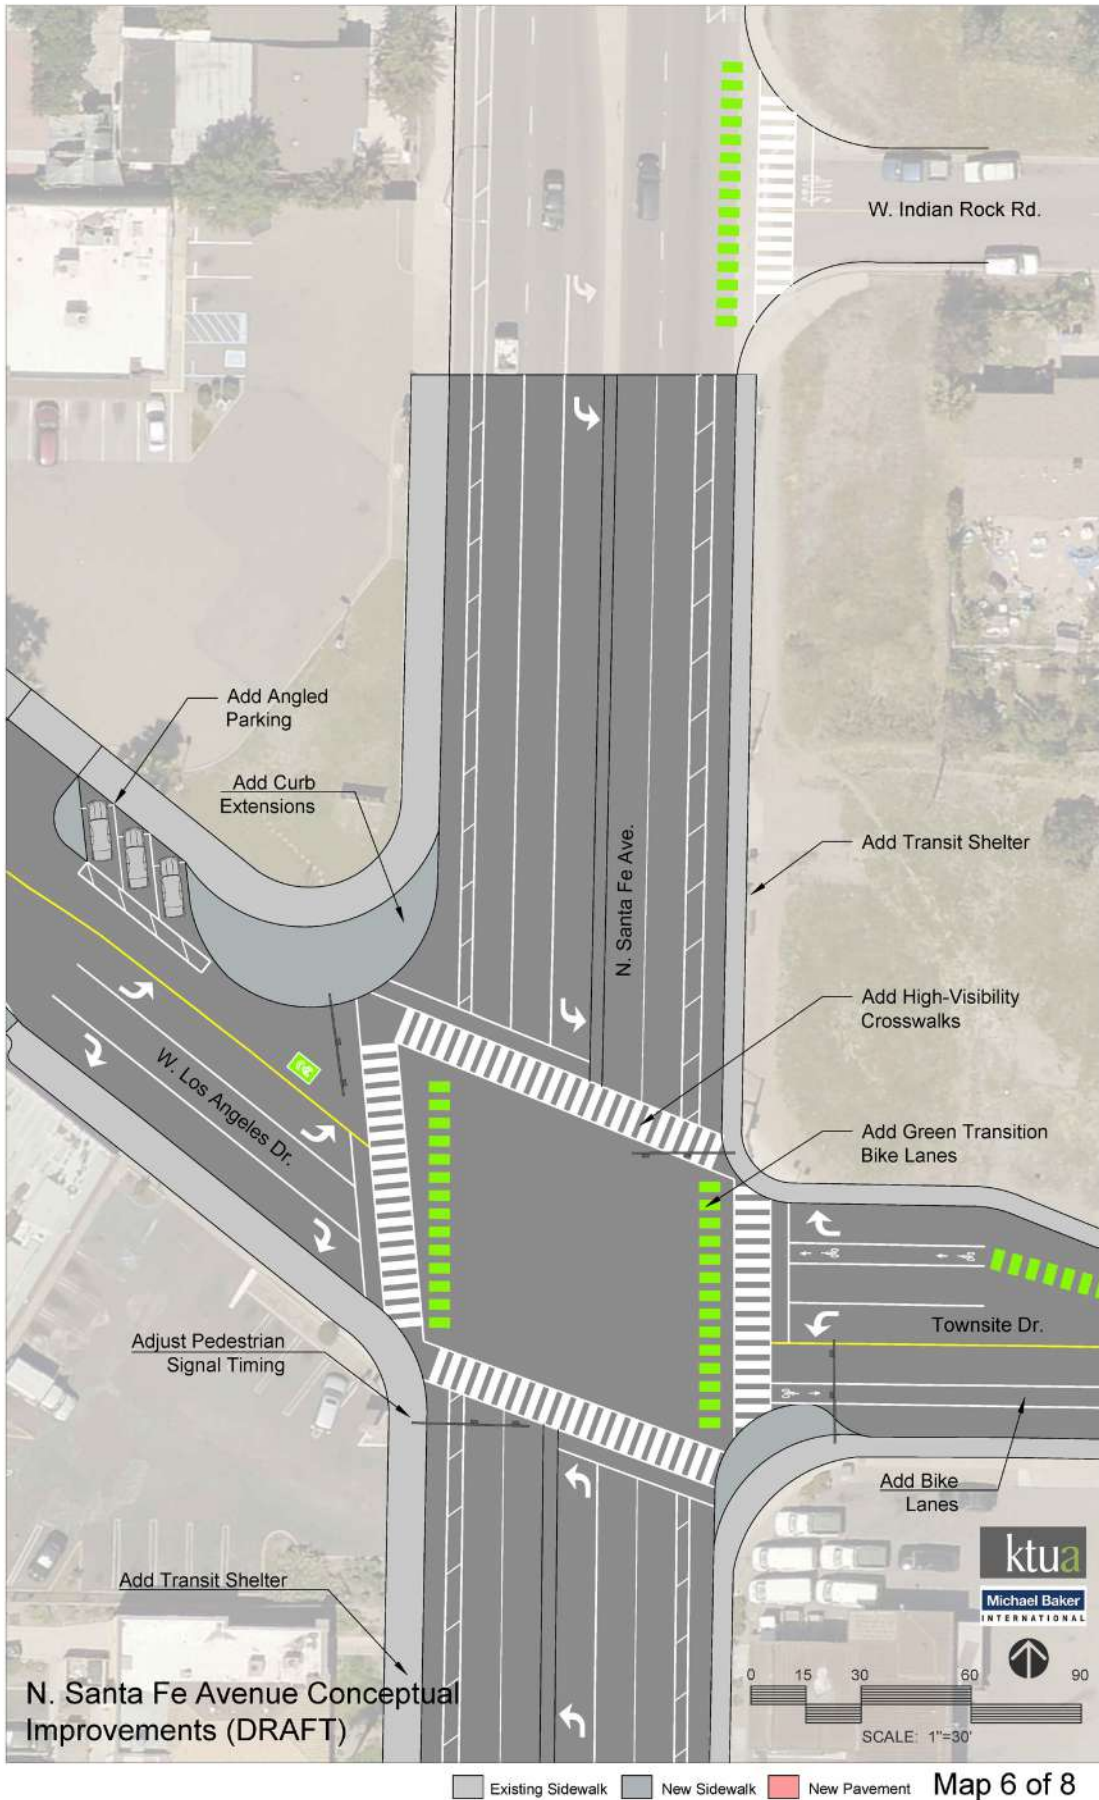 STOP
W. Indian Rock Rd.
Add Angled
Parking
Add Curb
Extensions
N. Santa Fe Ave.
Add Transit Shelter
Add High-Visibility
Crosswalks
W. Los Angeles Dr.
Add Green Transition
Bike Lanes
Townsite Dr.
Adjust Pedestrian
Signal Timing
Add Bike
Lanes
Add Transit Shelter
ktua
Michael Baker
INTERNATIONAL
0 15 30 60 90
SCALE: 1"=30'
N. Santa Fe Avenue Conceptual
Improvements (DRAFT)
Existing Sidewalk New Sidewalk New Pavement Map 6 of 8